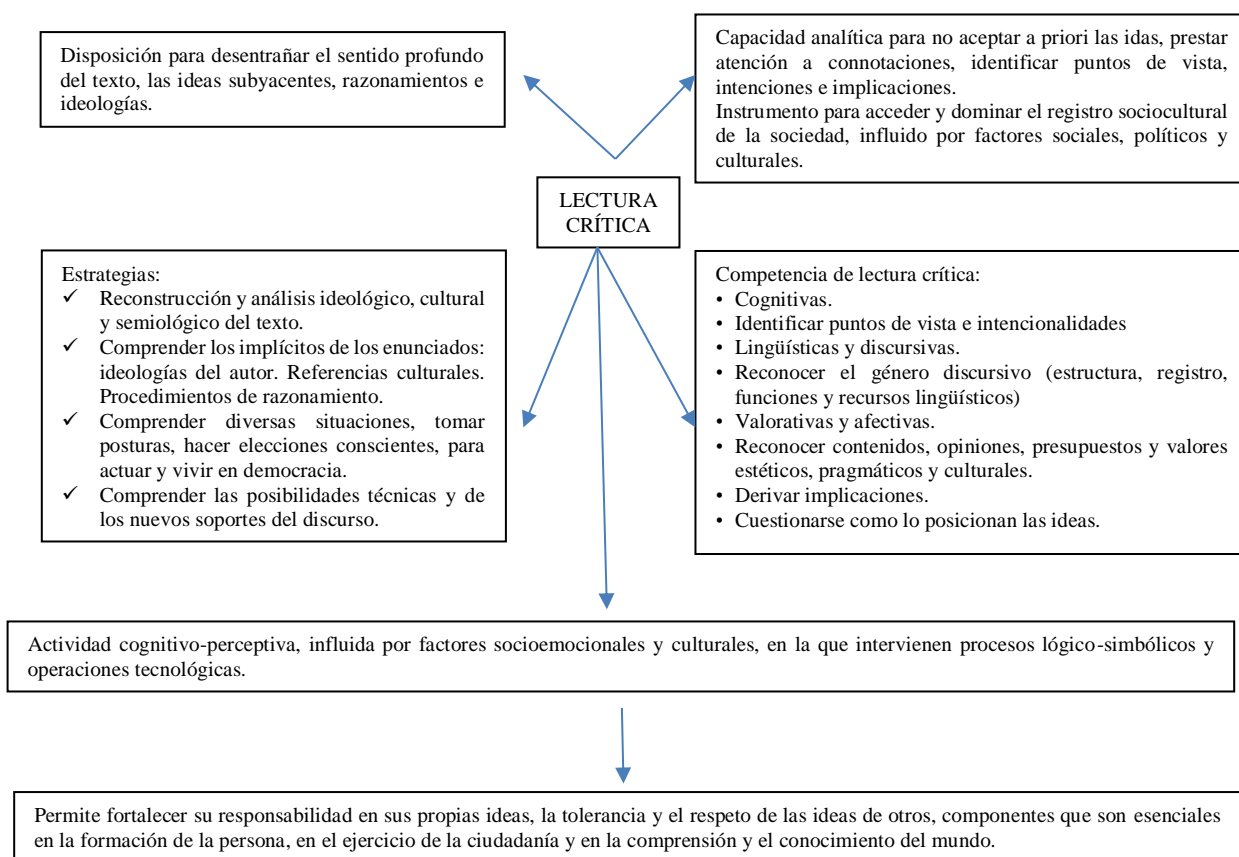 Disposición para desentrañar el sentido profundo
del texto, las ideas subyacentes, razonamientos e
ideologías.
Capacidad analítica para no aceptar a priori las idas, prestar
atención a connotaciones, identificar puntos de vista,
intenciones e implicaciones.
Instrumento para acceder y dominar el registro sociocultural
de la sociedad, influido por factores sociales, políticos y
culturales.
LECTURA
CRÍTICA
Estrategias:
✓ Reconstrucción y análisis ideológico, cultural
y semiológico del texto.
✓ Comprender los implícitos de los enunciados:
ideologías del autor. Referencias culturales.
Procedimientos de razonamiento.
✓ Comprender diversas situaciones, tomar
posturas, hacer elecciones conscientes, para
actuar y vivir en democracia.
✓ Comprender las posibilidades técnicas y de
los nuevos soportes del discurso.
Competencia de lectura crítica:
• Cognitivas.
• Identificar puntos de vista e intencionalidades
• Lingüísticas y discursivas.
• Reconocer el género discursivo (estructura, registro,
funciones y recursos lingüísticos)
• Valorativas y afectivas.
• Reconocer contenidos, opiniones, presupuestos y valores
estéticos, pragmáticos y culturales.
• Derivar implicaciones.
• Cuestionarse como lo posicionan las ideas.
Actividad cognitivo-perceptiva, influida por factores socioemocionales y culturales, en la que intervienen procesos lógico-simbólicos y
operaciones tecnológicas.
Permite fortalecer su responsabilidad en sus propias ideas, la tolerancia y el respeto de las ideas de otros, componentes que son esenciales
en la formación de la persona, en el ejercicio de la ciudadanía y en la comprensión y el conocimiento del mundo.